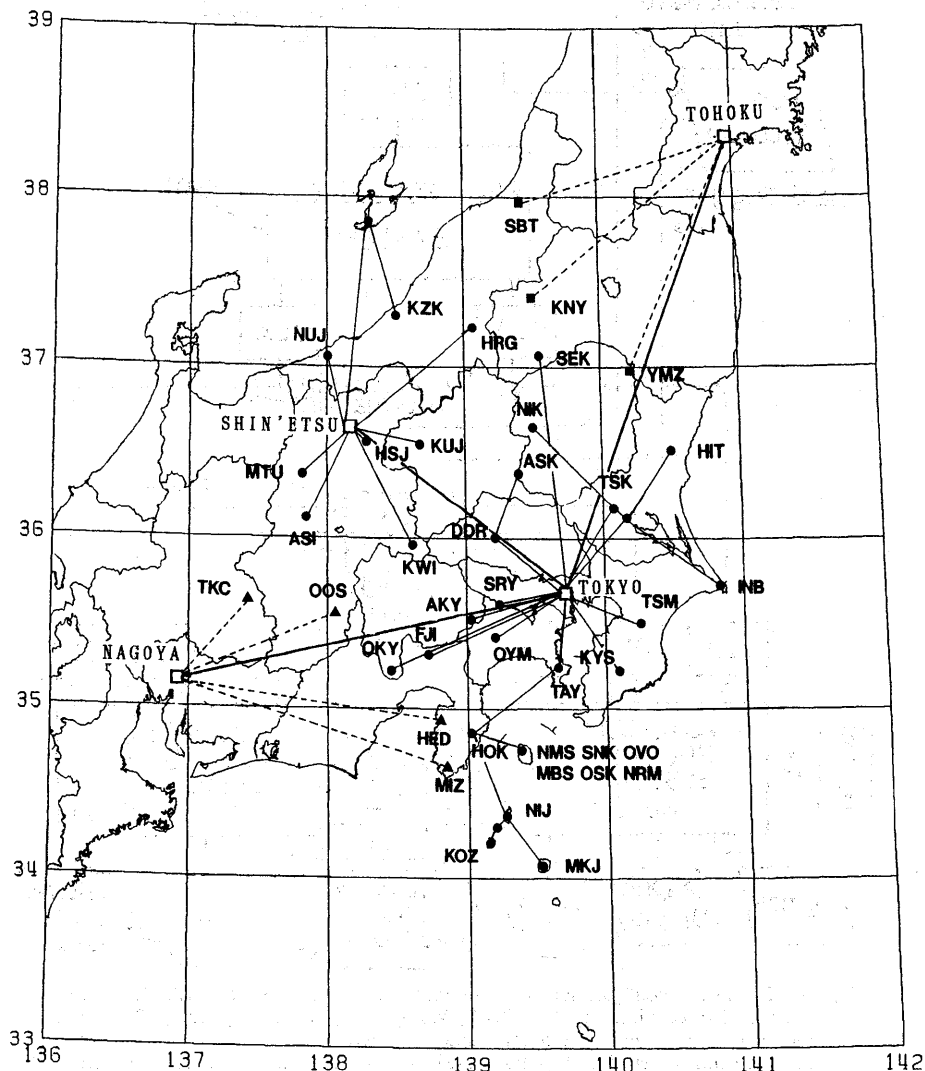 39
TOHOKU
38
SBT
KZK
KNY
NUJ
HRG
37
SEK
YMZ
NIK
SHIN'ETSU
HSJ
KUJ
HIT
MTU
ASK
TSK
36
ASI
DDR
KWI
TKC
OOS
SRY
TOKYO
INB
AKY
TSM
FJI
NAGOYA
OKY
OYM
KYS
35
TAY
HED
HOK
NMS SNK OVO
MBS OSK NRM
MIZ
NIJ
KOZ
MKJ
34
33
136 137 138 139 140 141 142